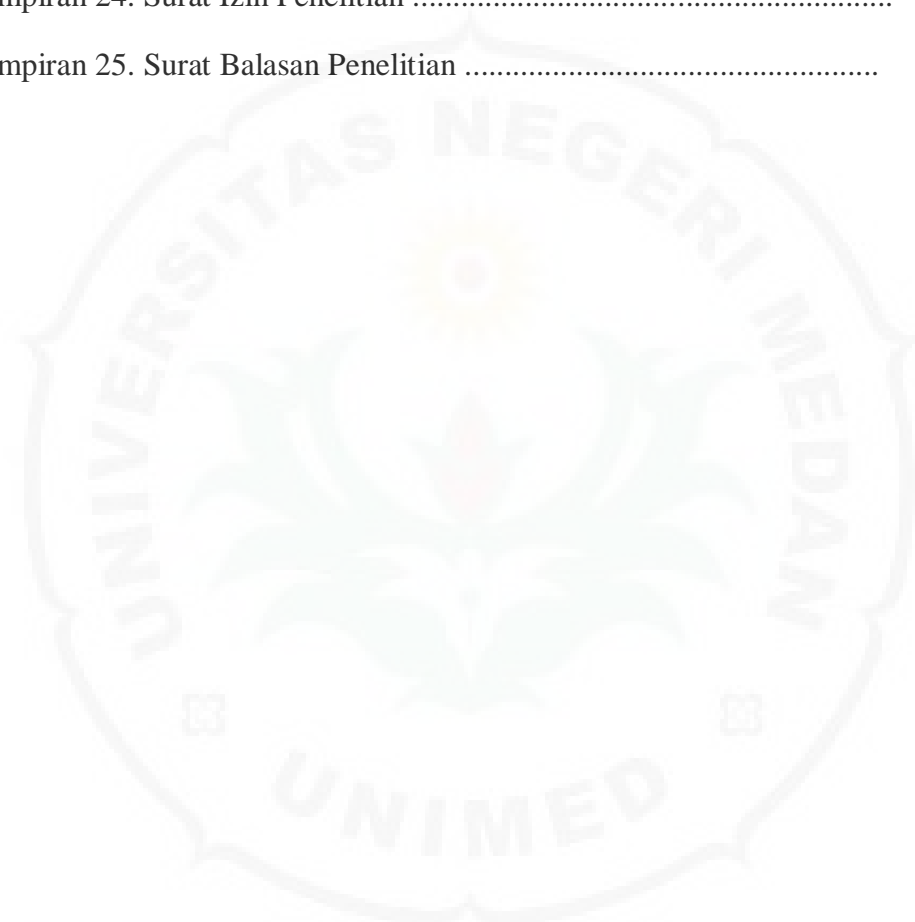 mpiran 24. Surat Izin Penelitian ............................................................
mpiran 25. Surat Balasan Penelitian ...................................................
UNIVERSITAS NEGERI MEDAN
UNIMED